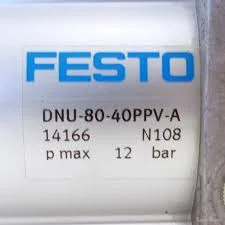 FESTO
DNU-80-40PPV-A
14166 N108
p max 12 bar